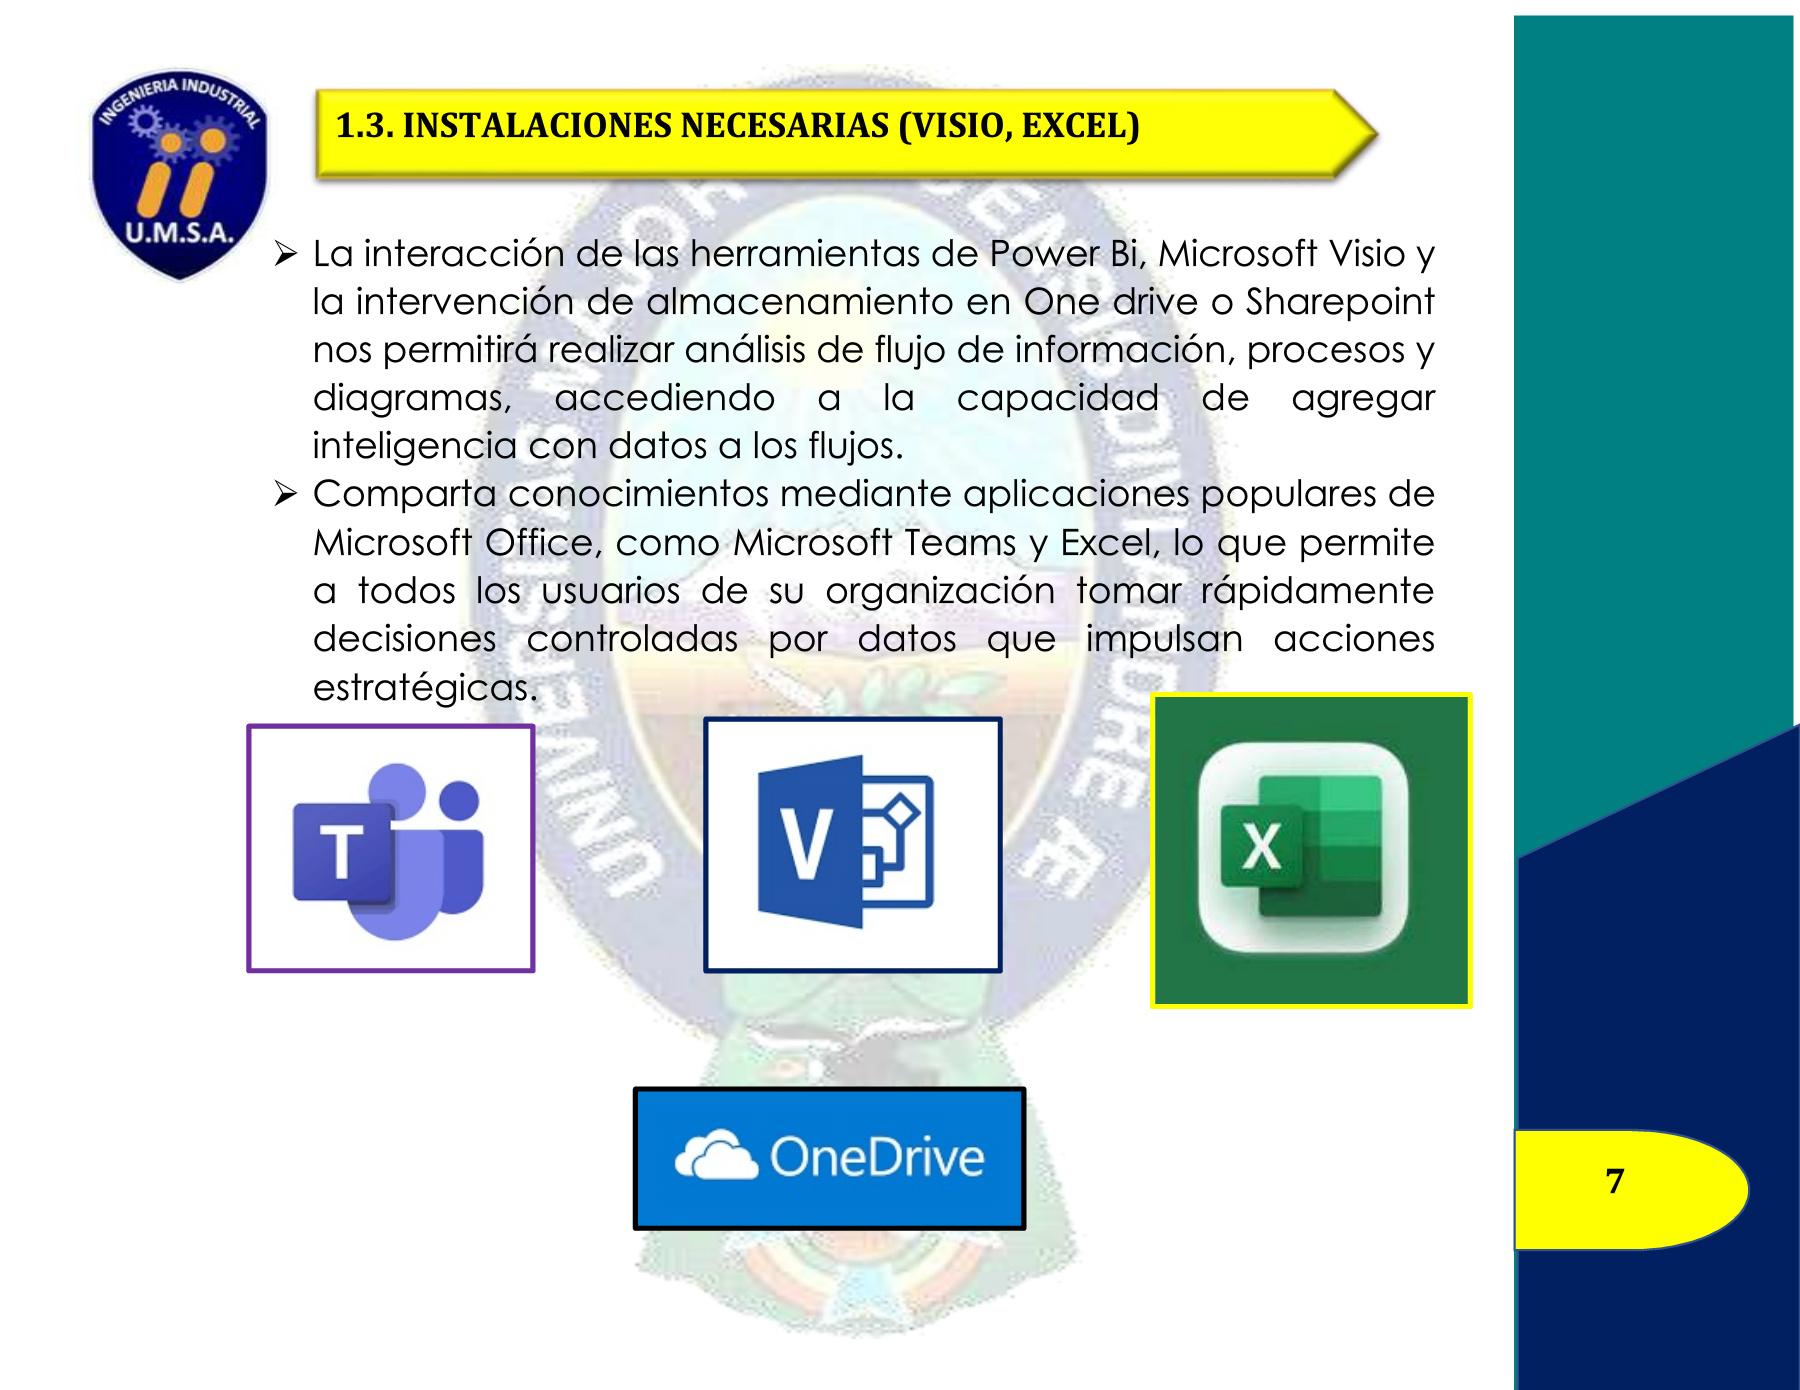 INGENIERIA INDUSTRIAL
U.M.S.A.
1.3. INSTALACIONES NECESARIAS (VISIO, EXCEL)
➢ La interacción de las herramientas de Power Bi, Microsoft Visio y
la intervención de almacenamiento en One drive o Sharepoint
nos permitirá realizar análisis de flujo de información, procesos y
diagramas, accediendo a la capacidad de agregar
inteligencia con datos a los flujos.
➢ Comparta conocimientos mediante aplicaciones populares de
Microsoft Office, como Microsoft Teams y Excel, lo que permite
a todos los usuarios de su organización tomar rápidamente
decisiones controladas por datos que impulsan acciones
estratégicas.
T
V
X
OneDrive
7